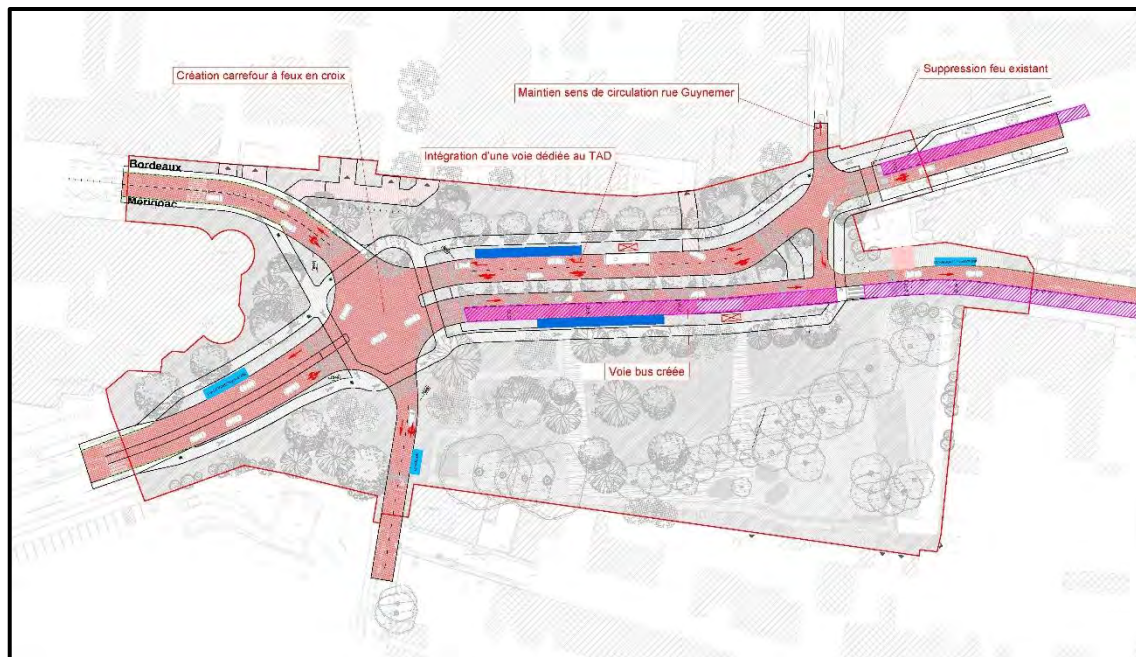 Création carrefour à feux en croix
Suppression feu existant
Maintien sens de circulation rue Guynemer
Intégration d'une voie dédiée au TAD
Bordeaux
Mérignac
Voie bus créée